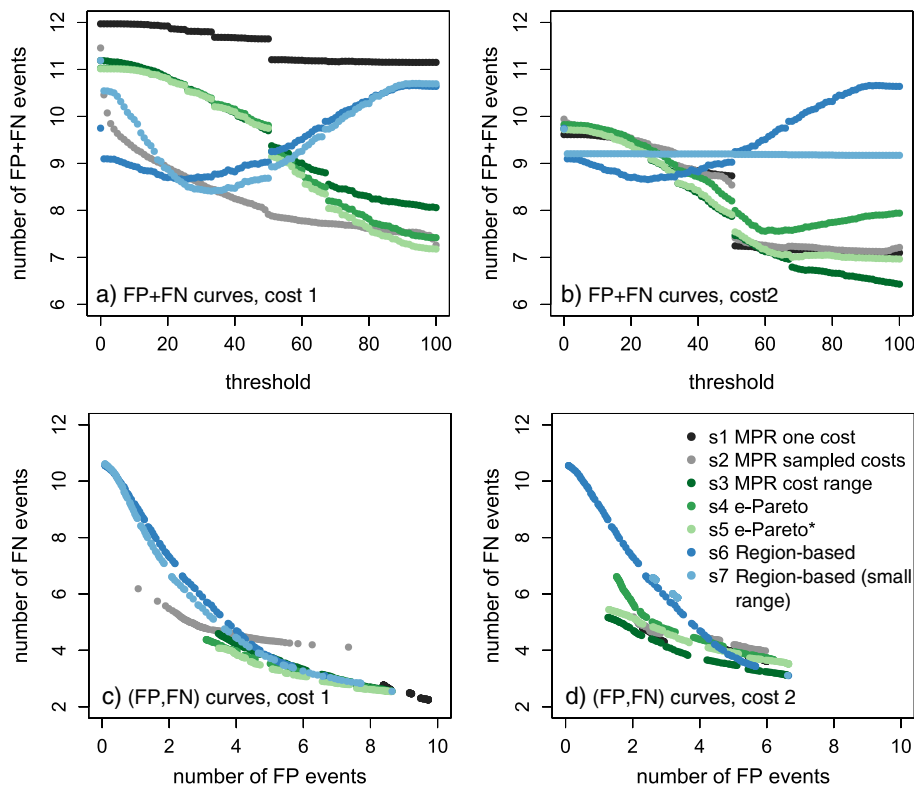 12
11
10
9
8
7
6
number of FP+FN events
a) FP+FN curves, cost 1
0 20 40 60 80 100
threshold
12
11
10
9
8
7
6
number of FP+FN events
b) FP+FN curves, cost2
0 20 40 60 80 100
threshold
12
10
8
6
4
2
number of FN events
c) (FP,FN) curves, cost 1
0 2 4 6 8 10
number of FP events
12
10
8
6
4
2
number of FN events
s1 MPR one cost
s2 MPR sampled costs
s3 MPR cost range
s4 e-Pareto
s5 e-Pareto*
s6 Region-based
s7 Region-based (small
range)
d) (FP,FN) curves, cost 2
0 2 4 6 8 10
number of FP events